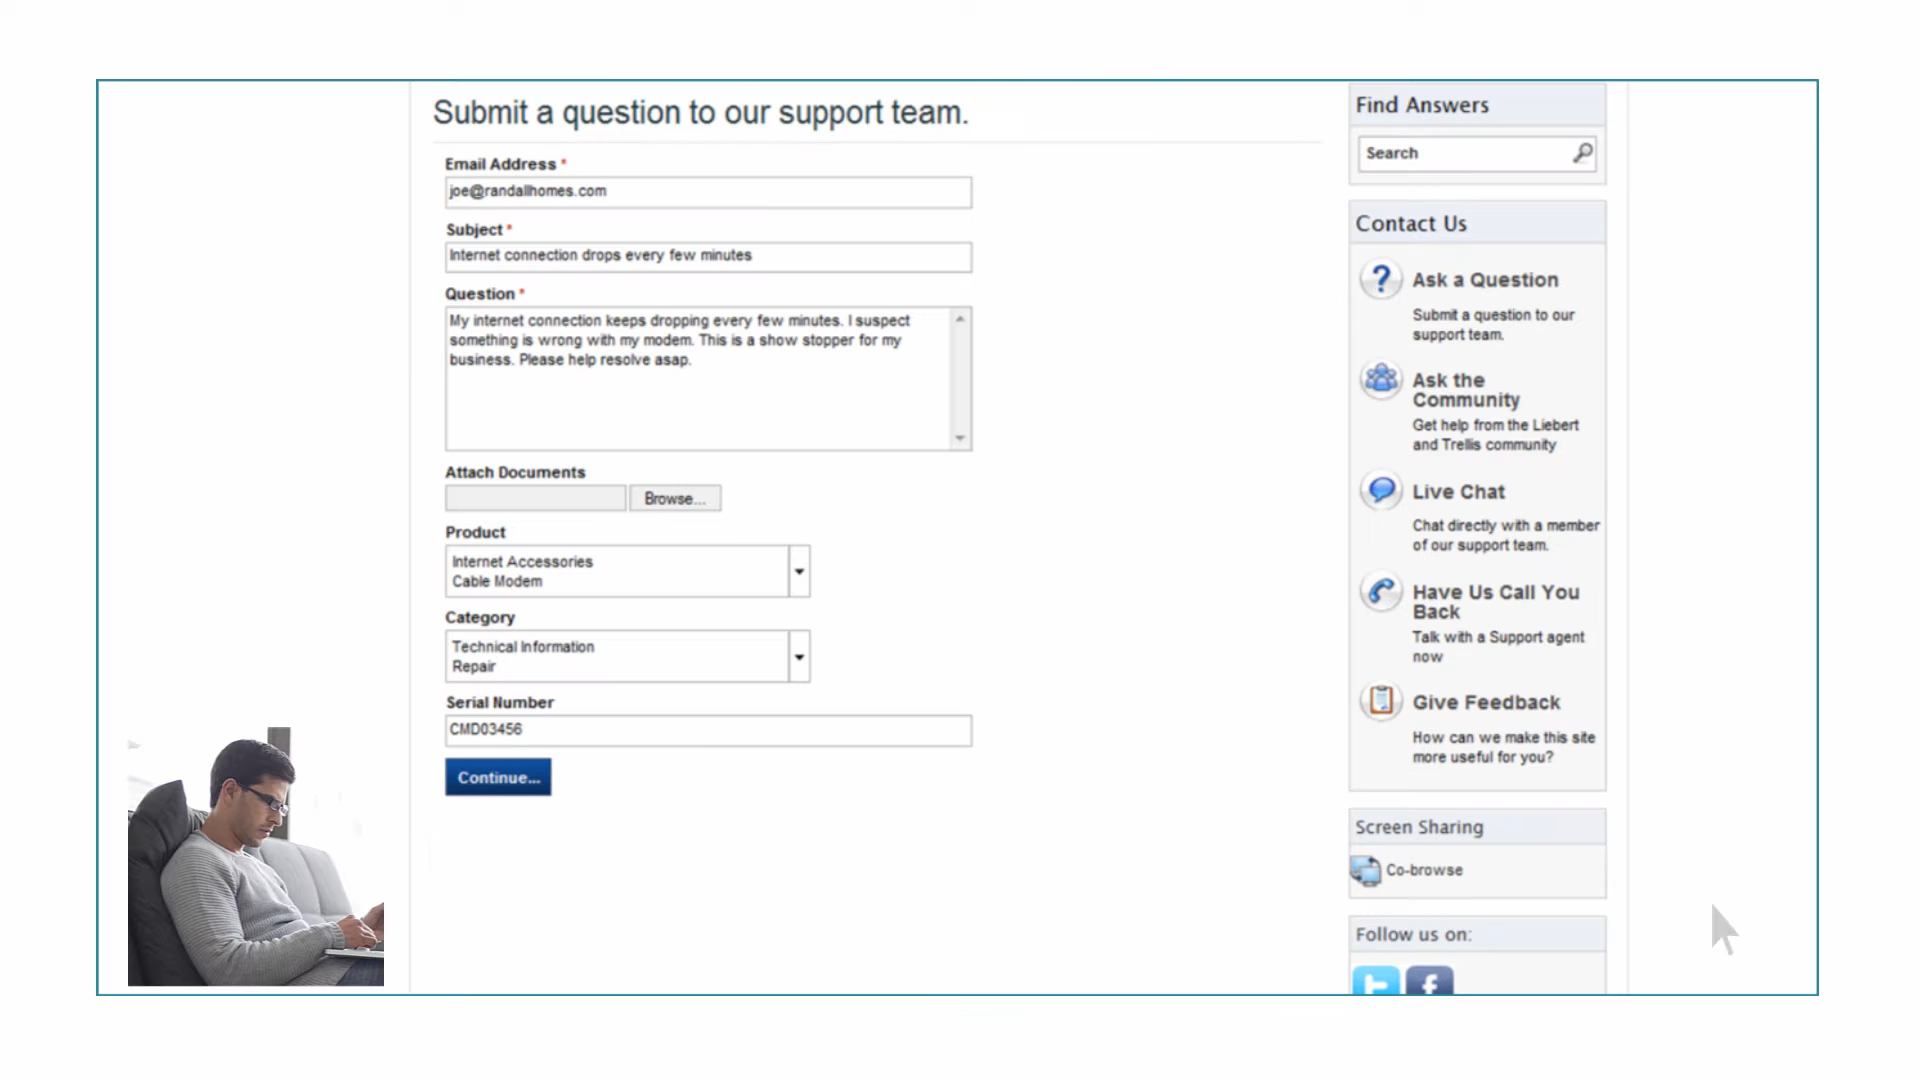 Submit a question to our support team.
Email Address *
joe@randallhomes.com
Subject *
Internet connection drops every few minutes
Question *
My internet connection keeps dropping every few minutes. I suspect
something is wrong with my modem. This is a show stopper for my
business. Please help resolve asap.
Attach Documents
Browse...
Product
Internet Accessories
Cable Modem
Category
Technical Information
Repair
Serial Number
CMD03456
Continue...
Find Answers
Search
Contact Us
?
Ask a Question
Submit a question to our
support team.
Ask the
Community
Get help from the Liebert
and Trellis community
Live Chat
Chat directly with a member
of our support team.
Have Us Call You
Back
Talk with a Support agent
now
Give Feedback
How can we make this site
more useful for you?
Screen Sharing
Co-browse
Follow us on: